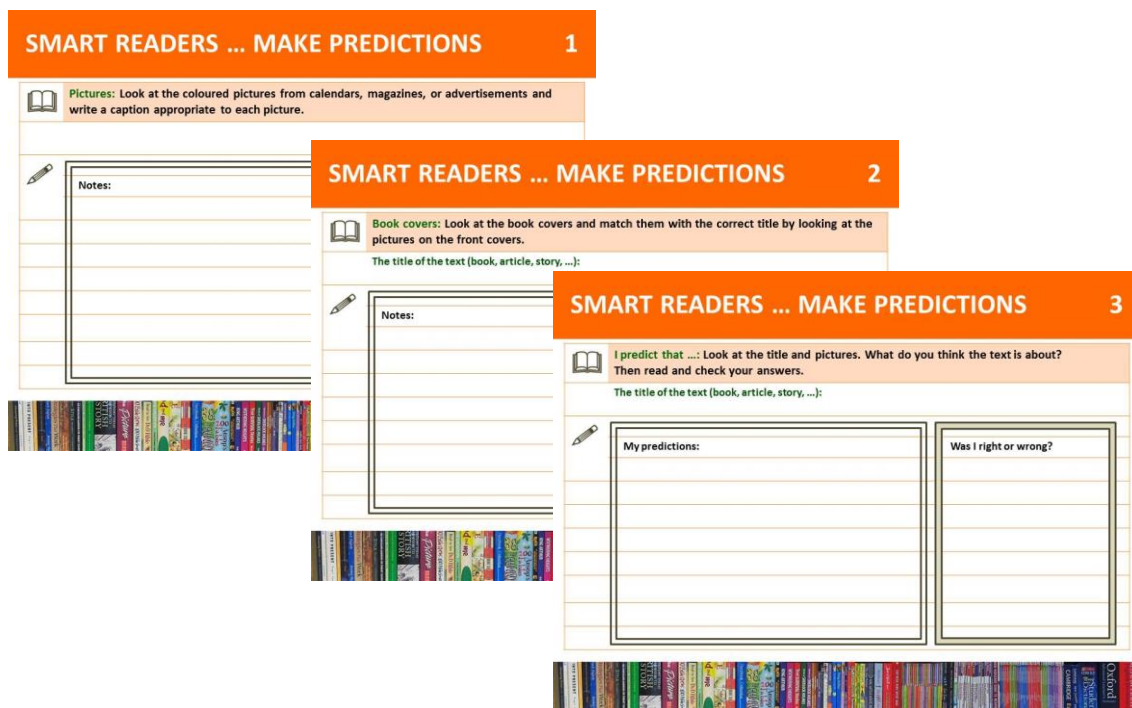 SMART READERS ... MAKE PREDICTIONS 1
Pictures: Look at the coloured pictures from calendars, magazines, or advertisements and
write a caption appropriate to each picture.
Notes:
SMART READERS ... MAKE PREDICTIONS 2
Book covers: Look at the book covers and match them with the correct title by looking at the
pictures on the front covers.
The title of the text (book, article, story, ...):
Notes:
SMART READERS ... MAKE PREDICTIONS 3
I predict that ...: Look at the title and pictures. What do you think the text is about?
Then read and check your answers.
The title of the text (book, article, story, ...):
My predictions:
Was I right or wrong?
Oxford